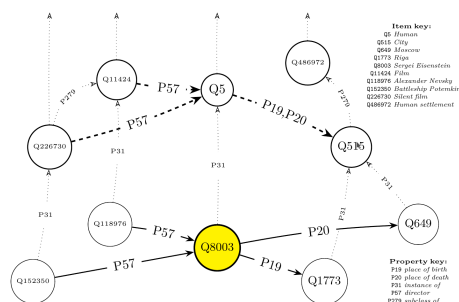 Item key:
Q5 Human
Q515 City
Q649 Moscow
Q1773 Riga
Q8003 Sergei Eisenstein
Q11424 Film
Q118976 Alexander Nevsky
Q152350 Battleship Potemkin
Q226730 Silent film
Q486972 Human settlement
Q486972
Q11424
P57
Q5
P279
P279
P19,P20
P57
Q226730
Q515
P31
P31
P31
P31
P31
Q118976
P57
P20
Q649
Q8003
P57
P19
Q152350
Q1773
Property key:
P19 place of birth
P20 place of death
P31 instance of
P57 director
P279 subclass of